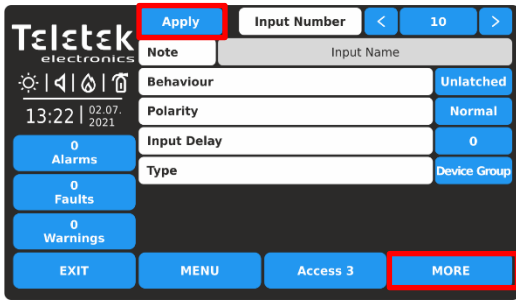 Teletek
electronics
13:22 02.07.
2021
0
Alarms
0
Faults
0
Warnings
EXIT
Apply
Input Number < 10 >
Note Input Name
Behaviour Unlatched
Polarity Normal
Input Delay 0
Type Device Group
MENU Access 3 MORE